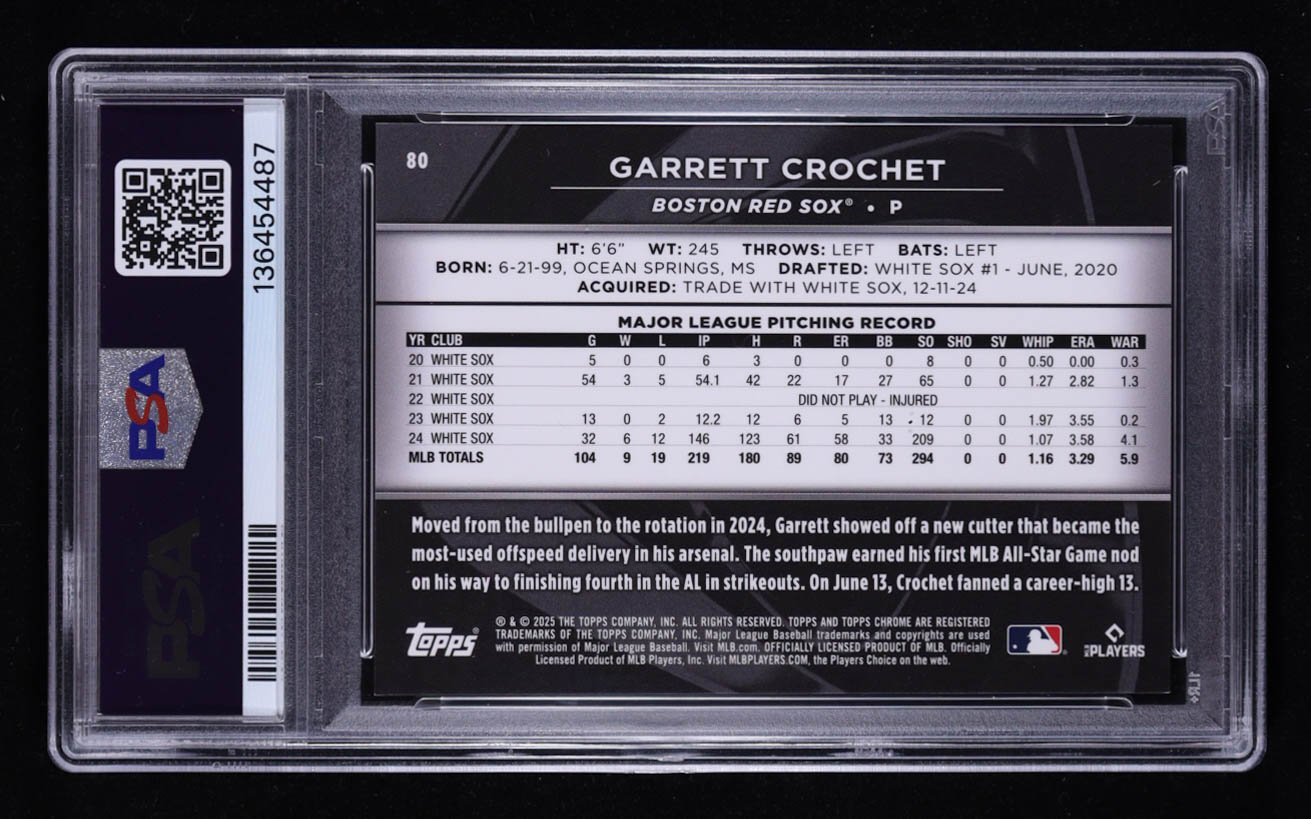 136454487
PSA
PSA
80
GARRETT CROCHET
BOSTON RED SOX® • P
HT: 6'6" WT: 245 THROWS: LEFT BATS: LEFT
BORN: 6-21-99, OCEAN SPRINGS, MS DRAFTED: WHITE SOX #1 - JUNE, 2020
ACQUIRED: TRADE WITH WHITE SOX, 12-11-24
MAJOR LEAGUE PITCHING RECORD
YR CLUB G W L IP H R ER BB SO SHO SV WHIP ERA WAR
20 WHITE SOX 5 0 0 6 3 0 0 0 8 0 0 0.50 0.00 0.3
21 WHITE SOX 54 3 5 54.1 42 22 17 27 65 0 0 1.27 2.82 1.3
22 WHITE SOX DID NOT PLAY - INJURED
23 WHITE SOX 13 0 2 12.2 12 6 5 13 12 0 0 1.97 3.55 0.2
24 WHITE SOX 32 6 12 146 123 61 58 33 209 0 0 1.07 3.58 4.1
MLB TOTALS 104 9 19 219 180 89 80 73 294 0 0 1.16 3.29 5.9
Moved from the bullpen to the rotation in 2024, Garrett showed off a new cutter that became the
most-used offspeed delivery in his arsenal. The southpaw earned his first MLB All-Star Game nod
on his way to finishing fourth in the AL in strikeouts. On June 13, Crochet fanned a career-high 13.
topps
® & © 2025 THE TOPPS COMPANY, INC. ALL RIGHTS RESERVED. TOPPS AND TOPPS CHROME ARE REGISTERED
TRADEMARKS OF THE TOPPS COMPANY, INC. Major League Baseball trademarks and copyrights are used
with permission of Major League Baseball. Visit MLB.com. OFFICIALLY LICENSED PRODUCT OF MLB. Officially
Licensed Product of MLB Players, Inc. Visit MLBPLAYERS.COM, the Players Choice on the web.
MLB PLAYERS
PSA